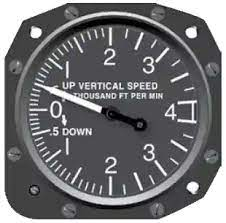 1 2 3
UP VERTICAL SPEED
THOUSAND FT PER MIN
0 4
.5 DOWN
1 2 3